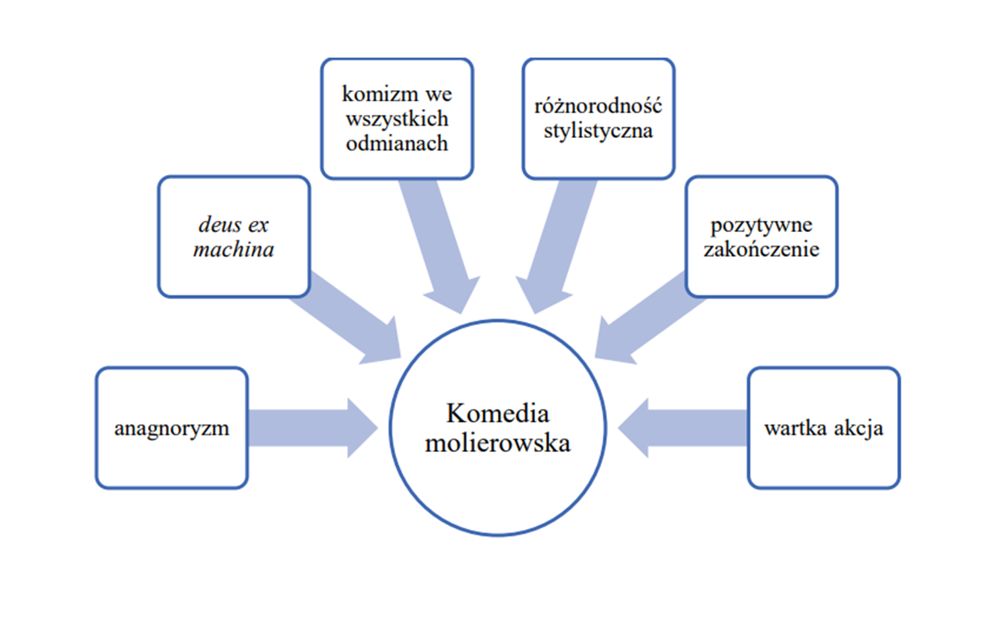 komizm we
wszystkich
odmianach
różnorodność
stylistyczna
deus ex
machina
pozytywne
zakończenie
anagnoryzm
Komedia
molierowska
wartka akcja